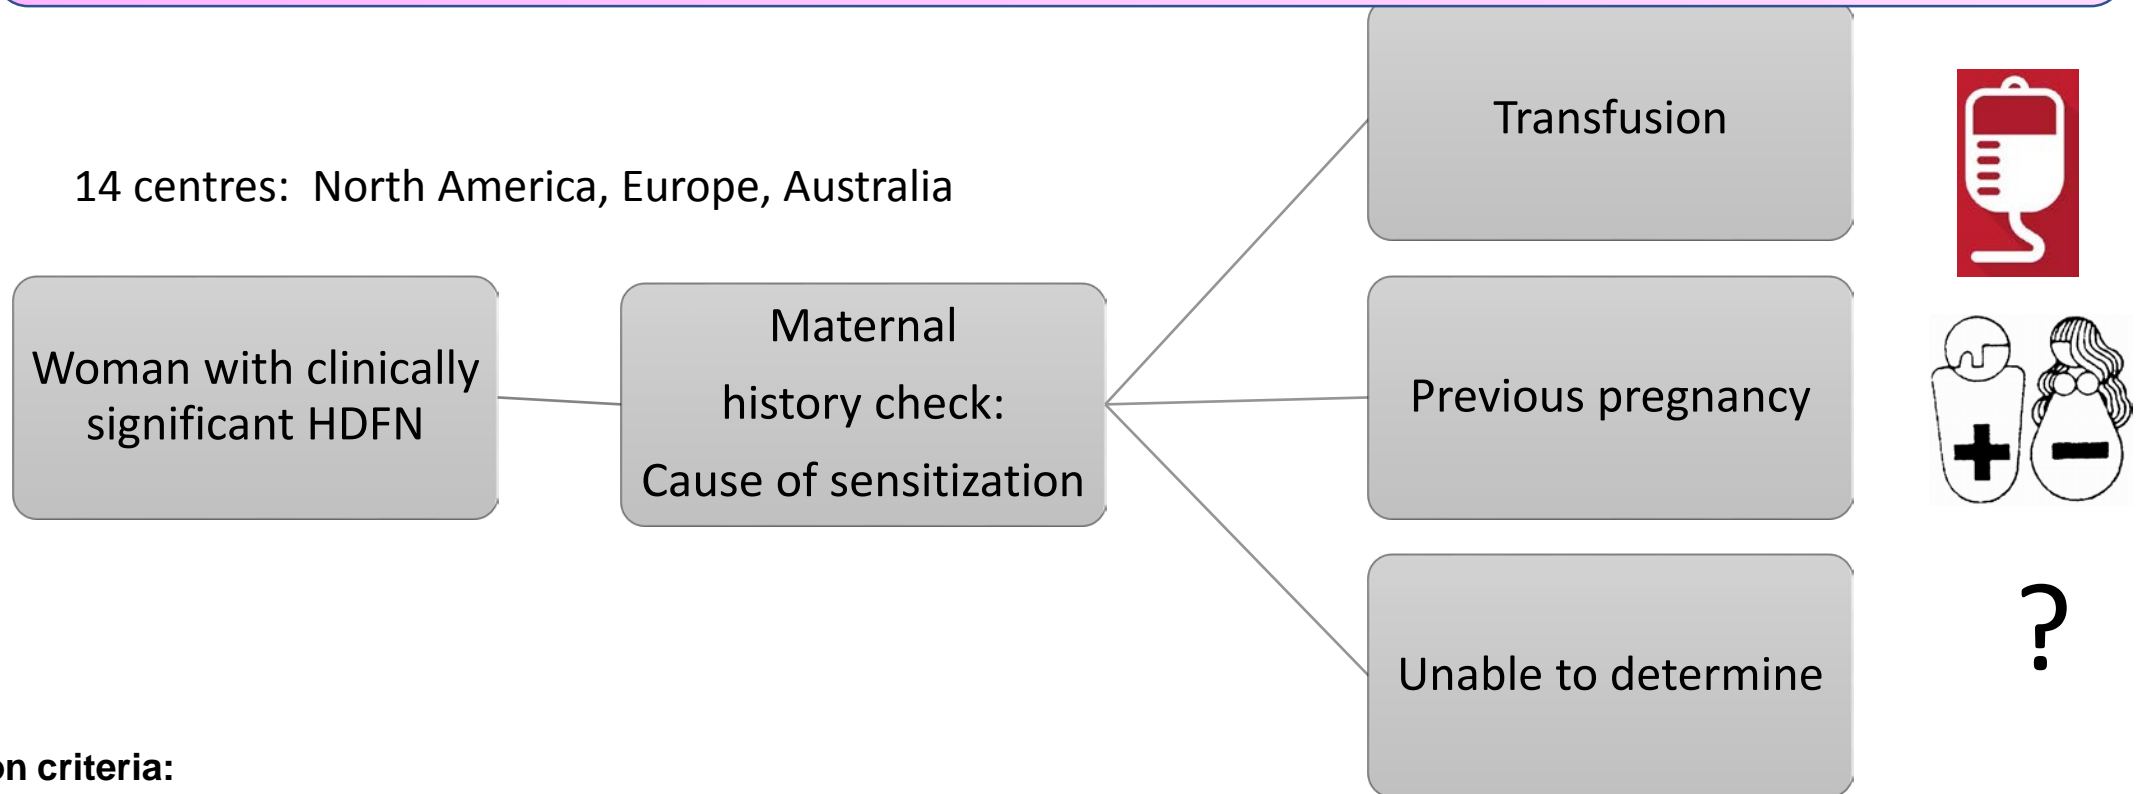 14 centres: North America, Europe, Australia
Woman with clinically
significant HDFN
Maternal
history check:
Cause of sensitization
Transfusion
Previous pregnancy
Unable to determine
?
on criteria: